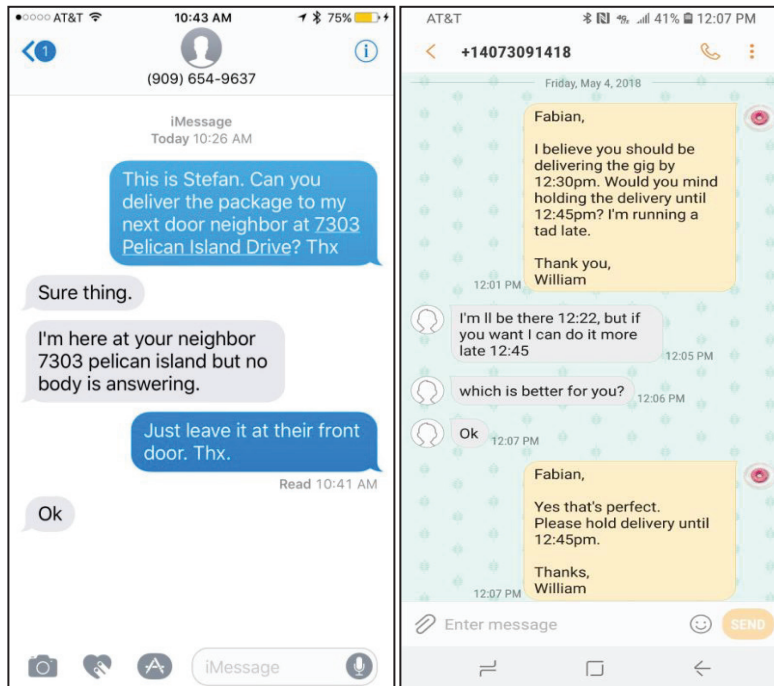 AT&T
10:43 AM
75%
1
(909) 654-9637
iMessage
Today 10:26 AM
This is Stefan. Can you
deliver the package to my
next door neighbor at 7303
Pelican Island Drive? Thx
Sure thing.
I'm here at your neighbor
7303 pelican island but no
body is answering.
Just leave it at their front
door. Thx.
Read 10:41 AM
Ok
iMessage
AT&T
41% 12:07 PM
+14073091418
Friday, May 4, 2018
Fabian,
I believe you should be
delivering the gig by
12:30pm. Would you mind
holding the delivery until
12:45pm? I'm running a
tad late.
Thank you,
William
12:01 PM
I'm ll be there 12:22, but if
you want I can do it more
late 12:45
12:05 PM
which is better for you?
12:06 PM
Ok
12:07 PM
Fabian,
Yes that's perfect.
Please hold delivery until
12:45pm.
Thanks,
William
12:07 PM
Enter message
SEND